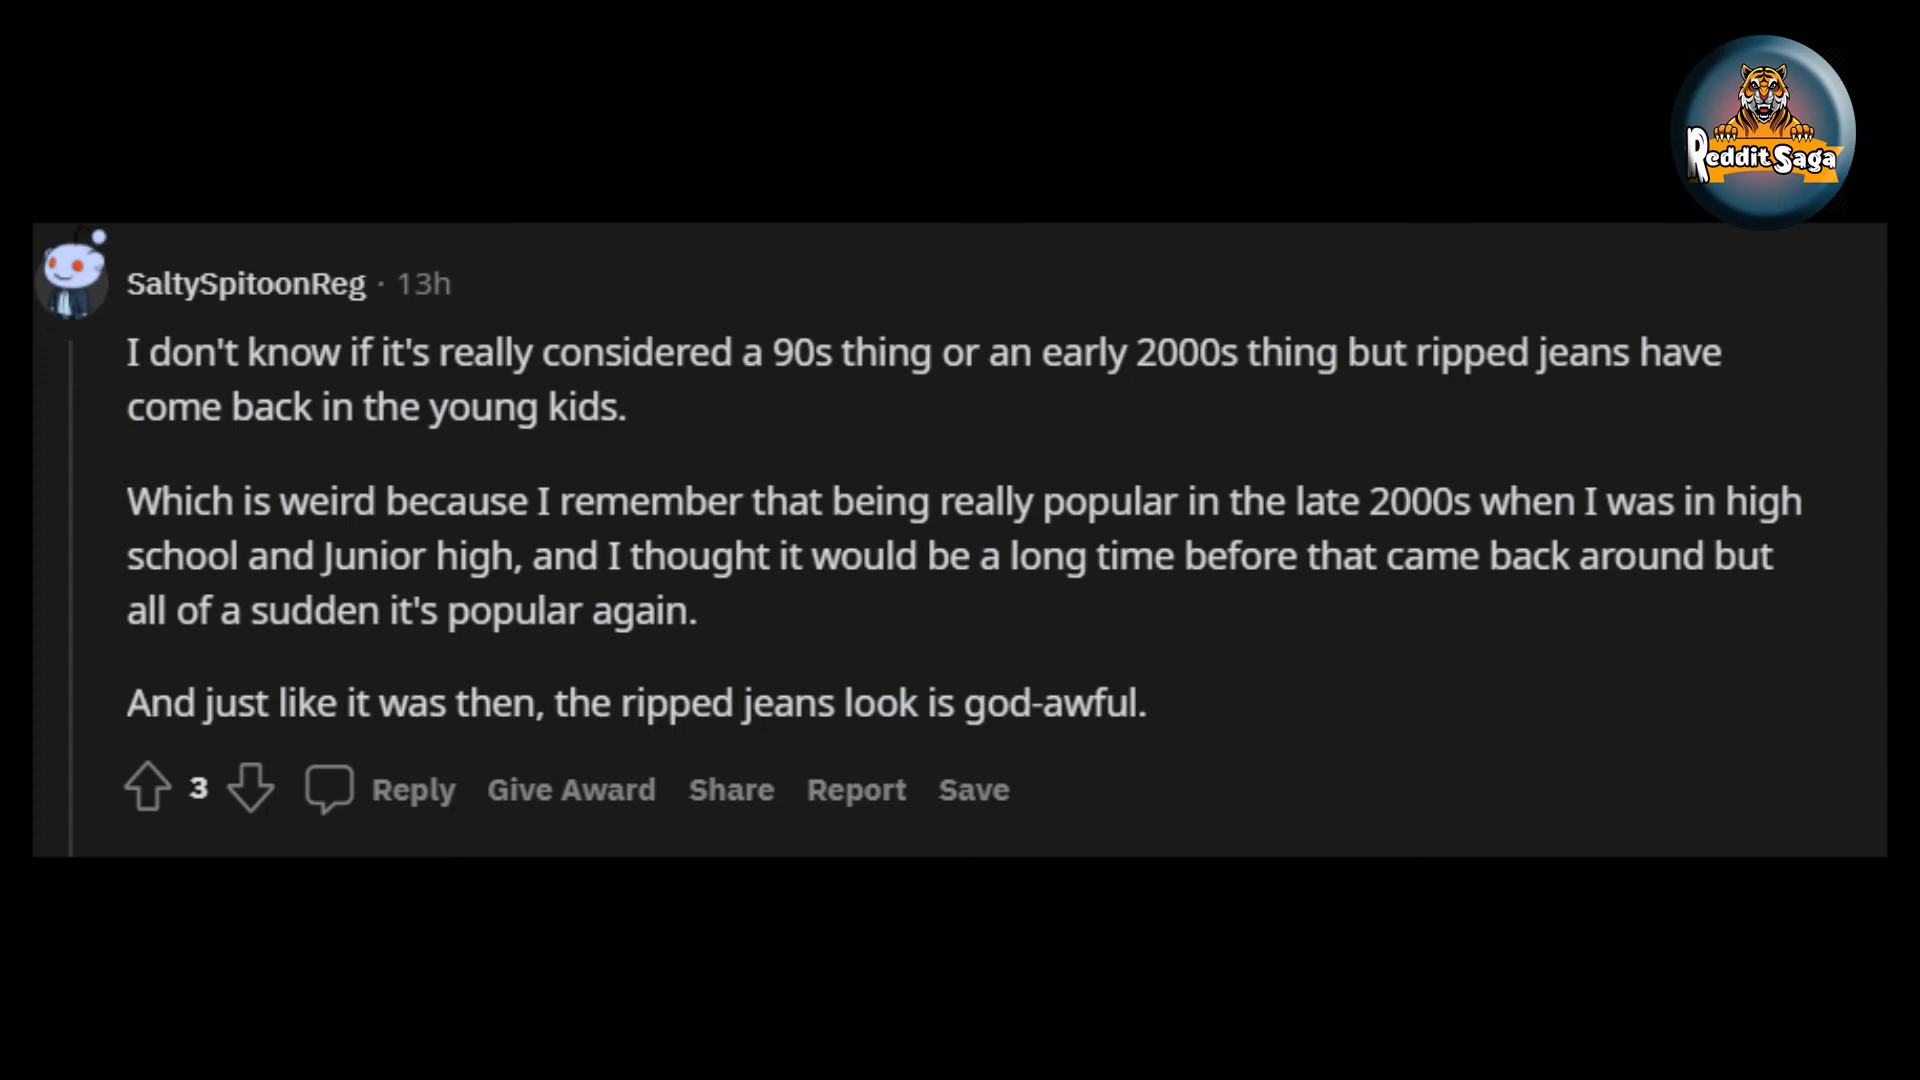 Reddit Saga
SaltySpitoonReg · 13h
I don't know if it's really considered a 90s thing or an early 2000s thing but ripped jeans have
come back in the young kids.
Which is weird because I remember that being really popular in the late 2000s when I was in high
school and Junior high, and I thought it would be a long time before that came back around but
all of a sudden it's popular again.
And just like it was then, the ripped jeans look is god-awful.
3 Reply Give Award Share Report Save